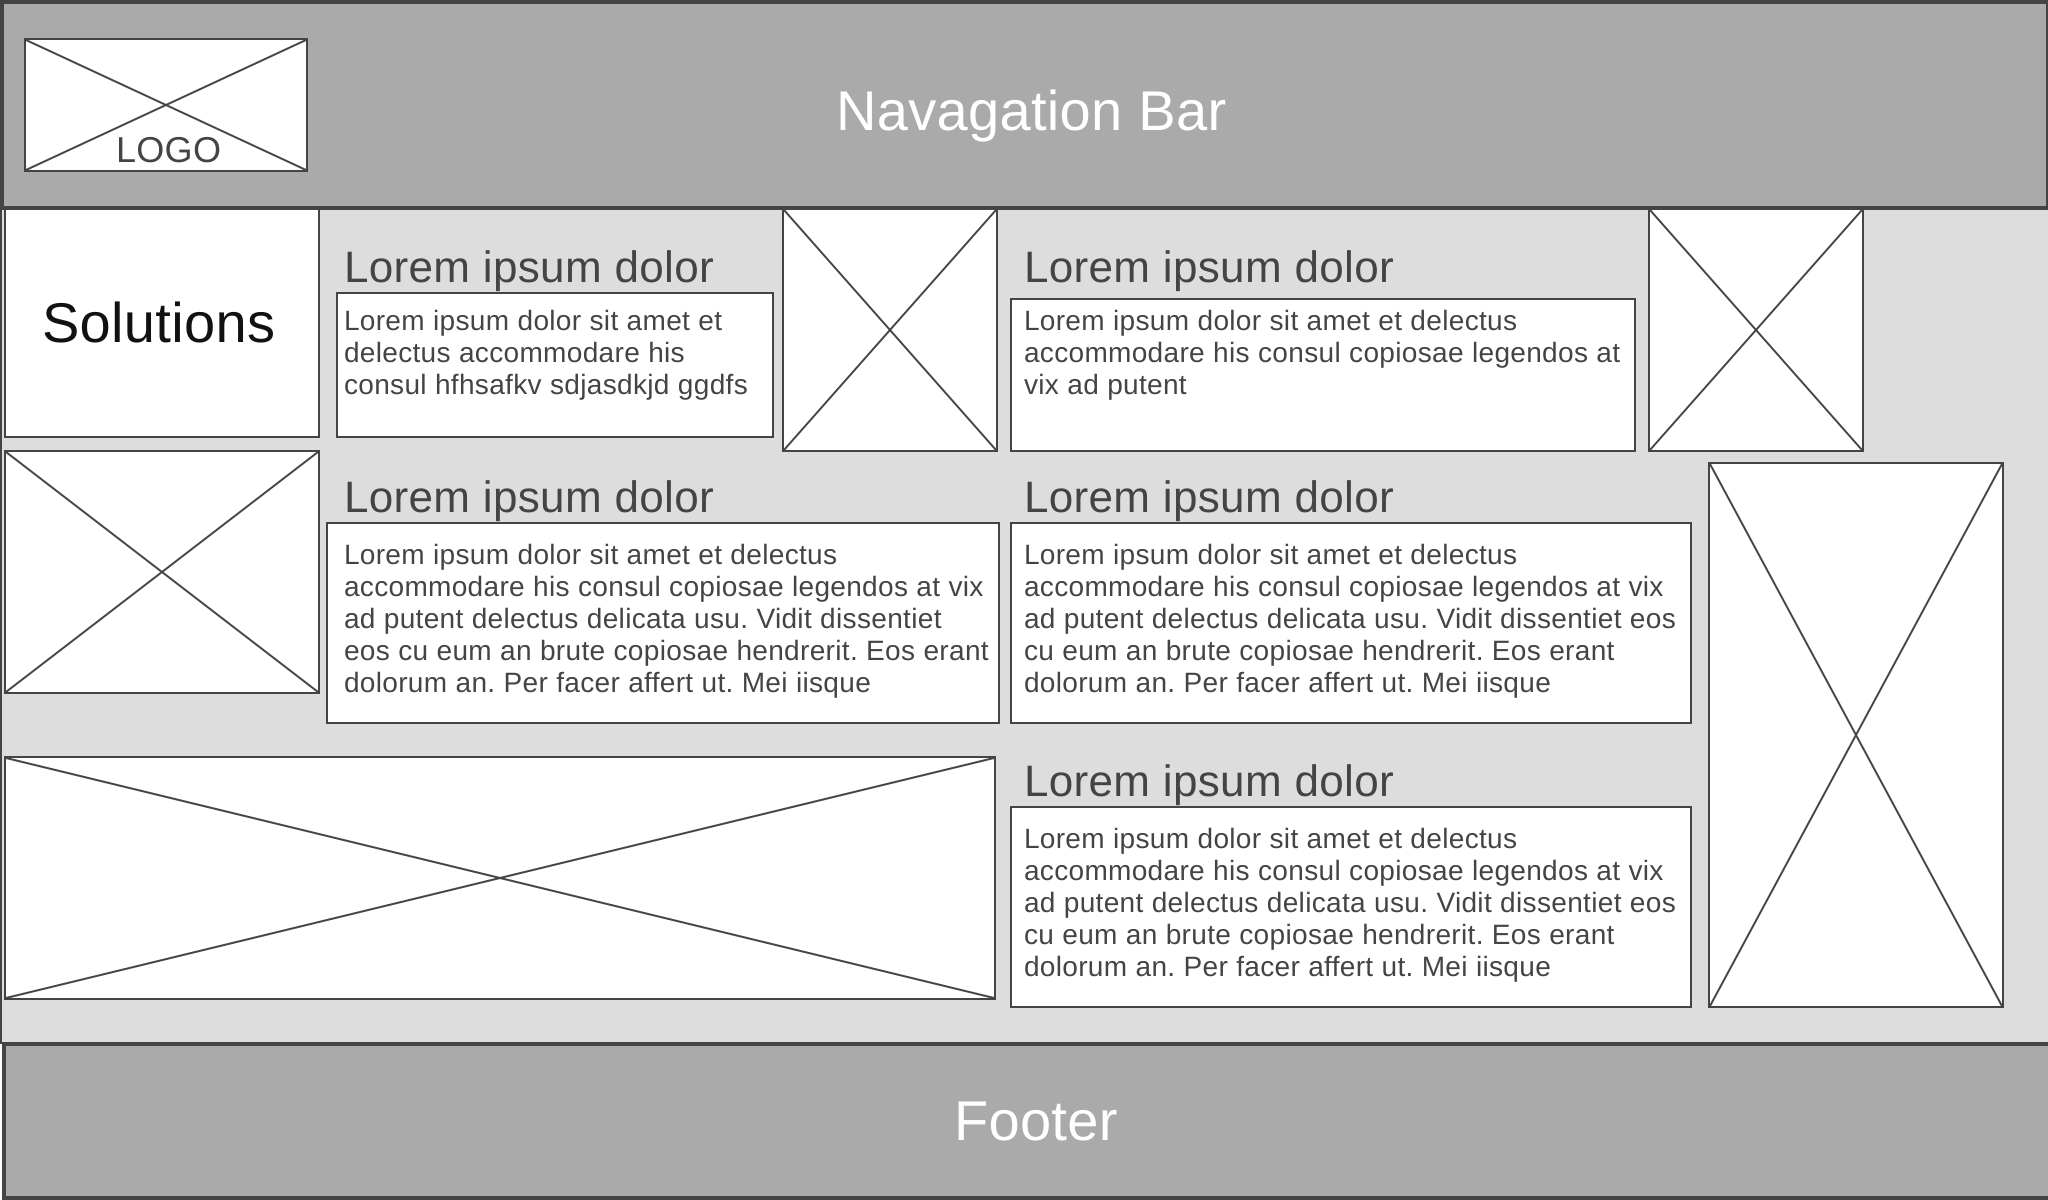 LOGO
Navagation Bar
Solutions
Lorem ipsum dolor
Lorem ipsum dolor sit amet et
delectus accommodare his
consul hfhsafkv sdjasdkjd ggdfs
Lorem ipsum dolor
Lorem ipsum dolor sit amet et delectus
accommodare his consul copiosae legendos at
vix ad putent
Lorem ipsum dolor
Lorem ipsum dolor sit amet et delectus
accommodare his consul copiosae legendos at vix
ad putent delectus delicata usu. Vidit dissentiet
eos cu eum an brute copiosae hendrerit. Eos erant
dolorum an. Per facer affert ut. Mei iisque
Lorem ipsum dolor
Lorem ipsum dolor sit amet et delectus
accommodare his consul copiosae legendos at vix
ad putent delectus delicata usu. Vidit dissentiet eos
cu eum an brute copiosae hendrerit. Eos erant
dolorum an. Per facer affert ut. Mei iisque
Lorem ipsum dolor
Lorem ipsum dolor sit amet et delectus
accommodare his consul copiosae legendos at vix
ad putent delectus delicata usu. Vidit dissentiet eos
cu eum an brute copiosae hendrerit. Eos erant
dolorum an. Per facer affert ut. Mei iisque
Footer